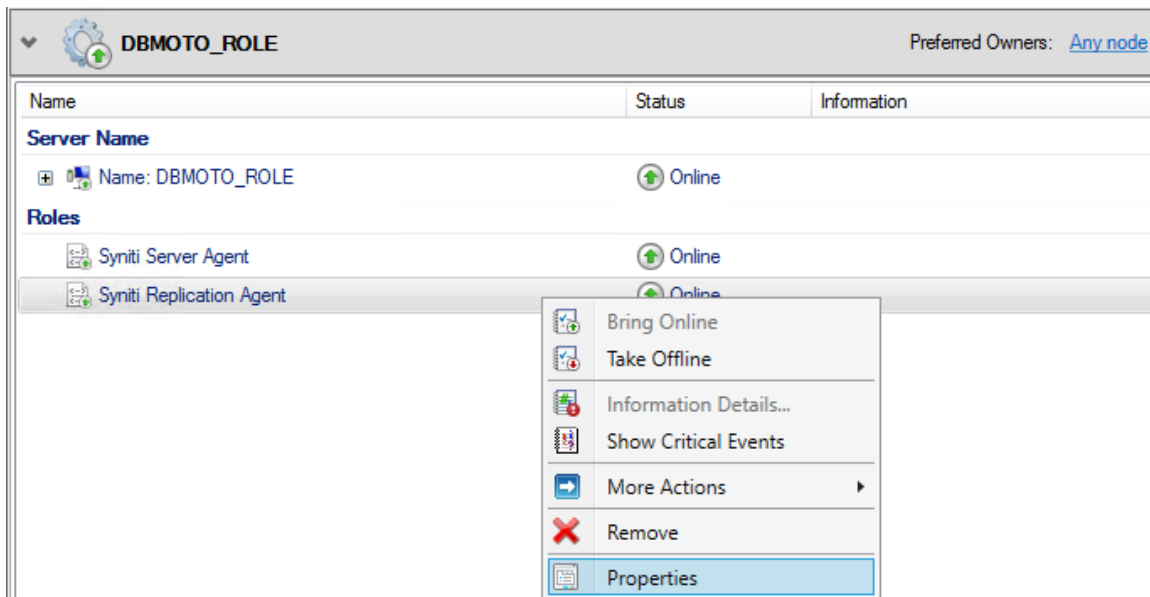 DBMOTO_ROLE Preferred Owners: Any node
Name Status Information
Server Name
Name: DBMOTO_ROLE Online
Roles
Syniti Server Agent Online
Syniti Replication Agent Online
Bring Online
Take Offline
Information Details...
Show Critical Events
More Actions
Remove
Properties